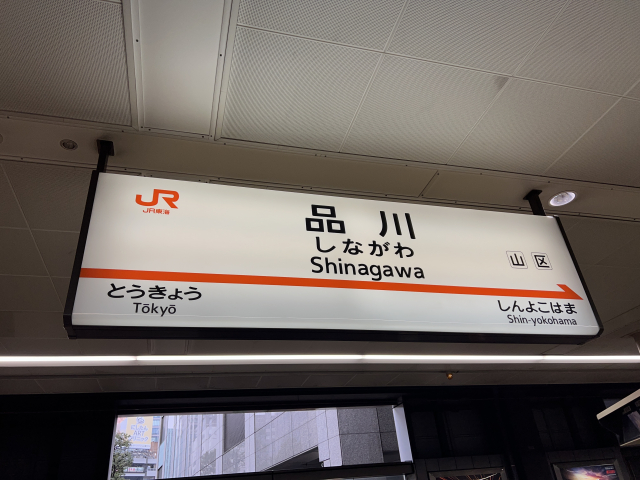 JR
JR東海
品川
しながわ
Shinagawa
山 区
とうきょう
Tōkyō
しんよこはま
Shin-yokohama